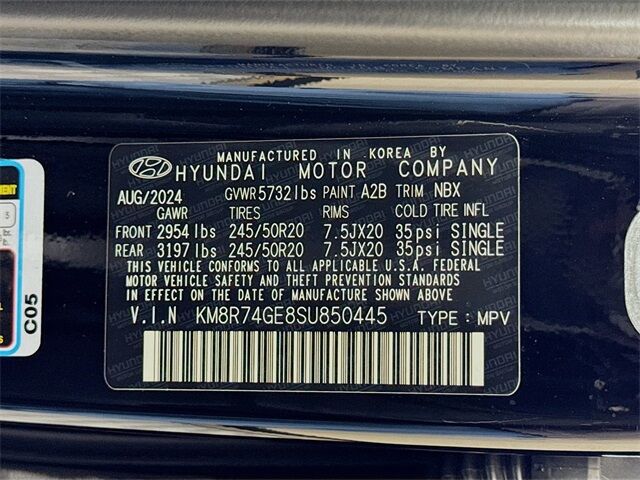 MANUFACTURED IN KOREA BY
HYUNDAI MOTOR COMPANY
AUG/2024 GVWR 5732lbs PAINT A2B TRIM NBX
GAWR TIRES RIMS COLD TIRE INFL
FRONT 2954 lbs 245/50R20 7.5JX20 35psi SINGLE
REAR 3197 lbs 245/50R20 7.5JX20 35psi SINGLE
THIS VEHICLE CONFORMS TO ALL APPLICABLE U.S.A. FEDERAL
MOTOR VEHICLE SAFETY AND THEFT PREVENTION STANDARDS
IN EFFECT ON THE DATE OF MANUFACTURE SHOWN ABOVE.
V.I.N KM8R74GE8SU850445 TYPE : MPV
C05